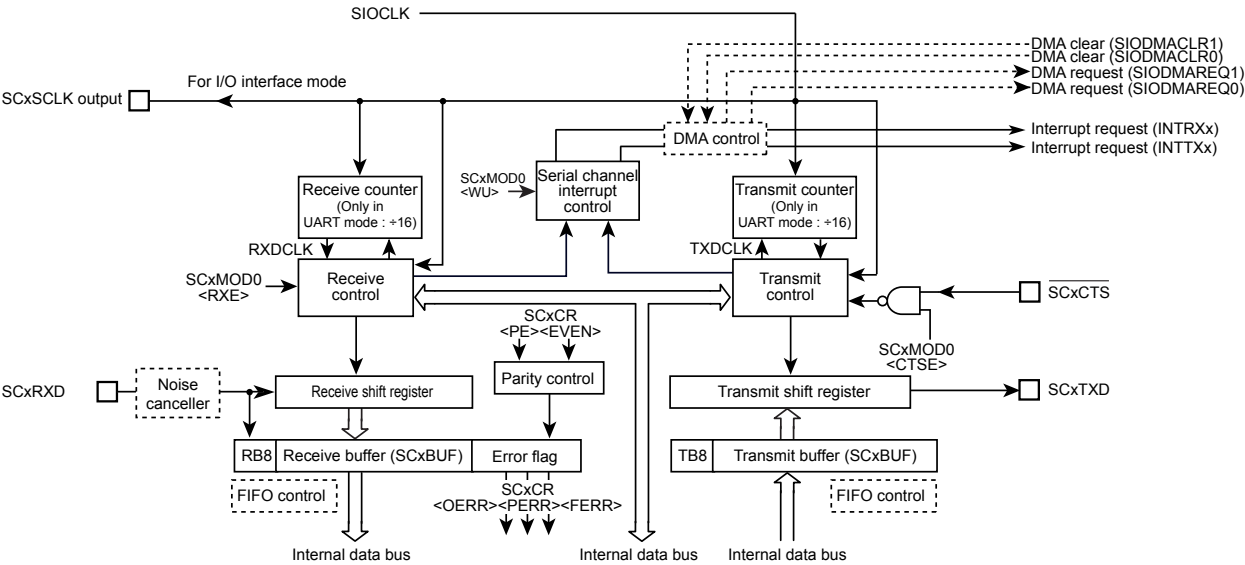 SIOCLK
DMA clear (SIODMACLR1)
DMA clear (SIODMACLR0)
DMA request (SIODMAREQ1)
DMA request (SIODMAREQ0)
For I/O interface mode
SCxSCLK output
DMA control
Interrupt request (INTRXx)
Interrupt request (INTTXx)
Receive counter
(Only in
UART mode : ÷16)
SCxMOD0
<WU>
Serial channel
interrupt
control
Transmit counter
(Only in
UART mode : ÷16)
RXDCLK
TXDCLK
SCxMOD0
<RXE>
Receive
control
Transmit
control
SCxCTS
SCxCR
<PE><EVEN>
SCxMOD0
<CTSE>
SCxRXD
Noise
canceller
Receive shift register
Parity control
Transmit shift register
SCxTXD
RB8
Receive buffer (SCxBUF)
Error flag
TB8
Transmit buffer (SCxBUF)
FIFO control
SCxCR
<OERR><PERR><FERR>
FIFO control
Internal data bus
Internal data bus
Internal data bus